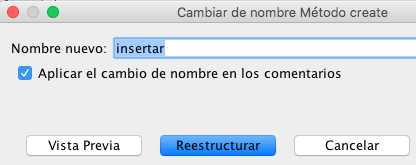 Cambiar de nombre Método create
Nombre nuevo: insertar
Aplicar el cambio de nombre en los comentarios
Vista Previa Reestructurar Cancelar